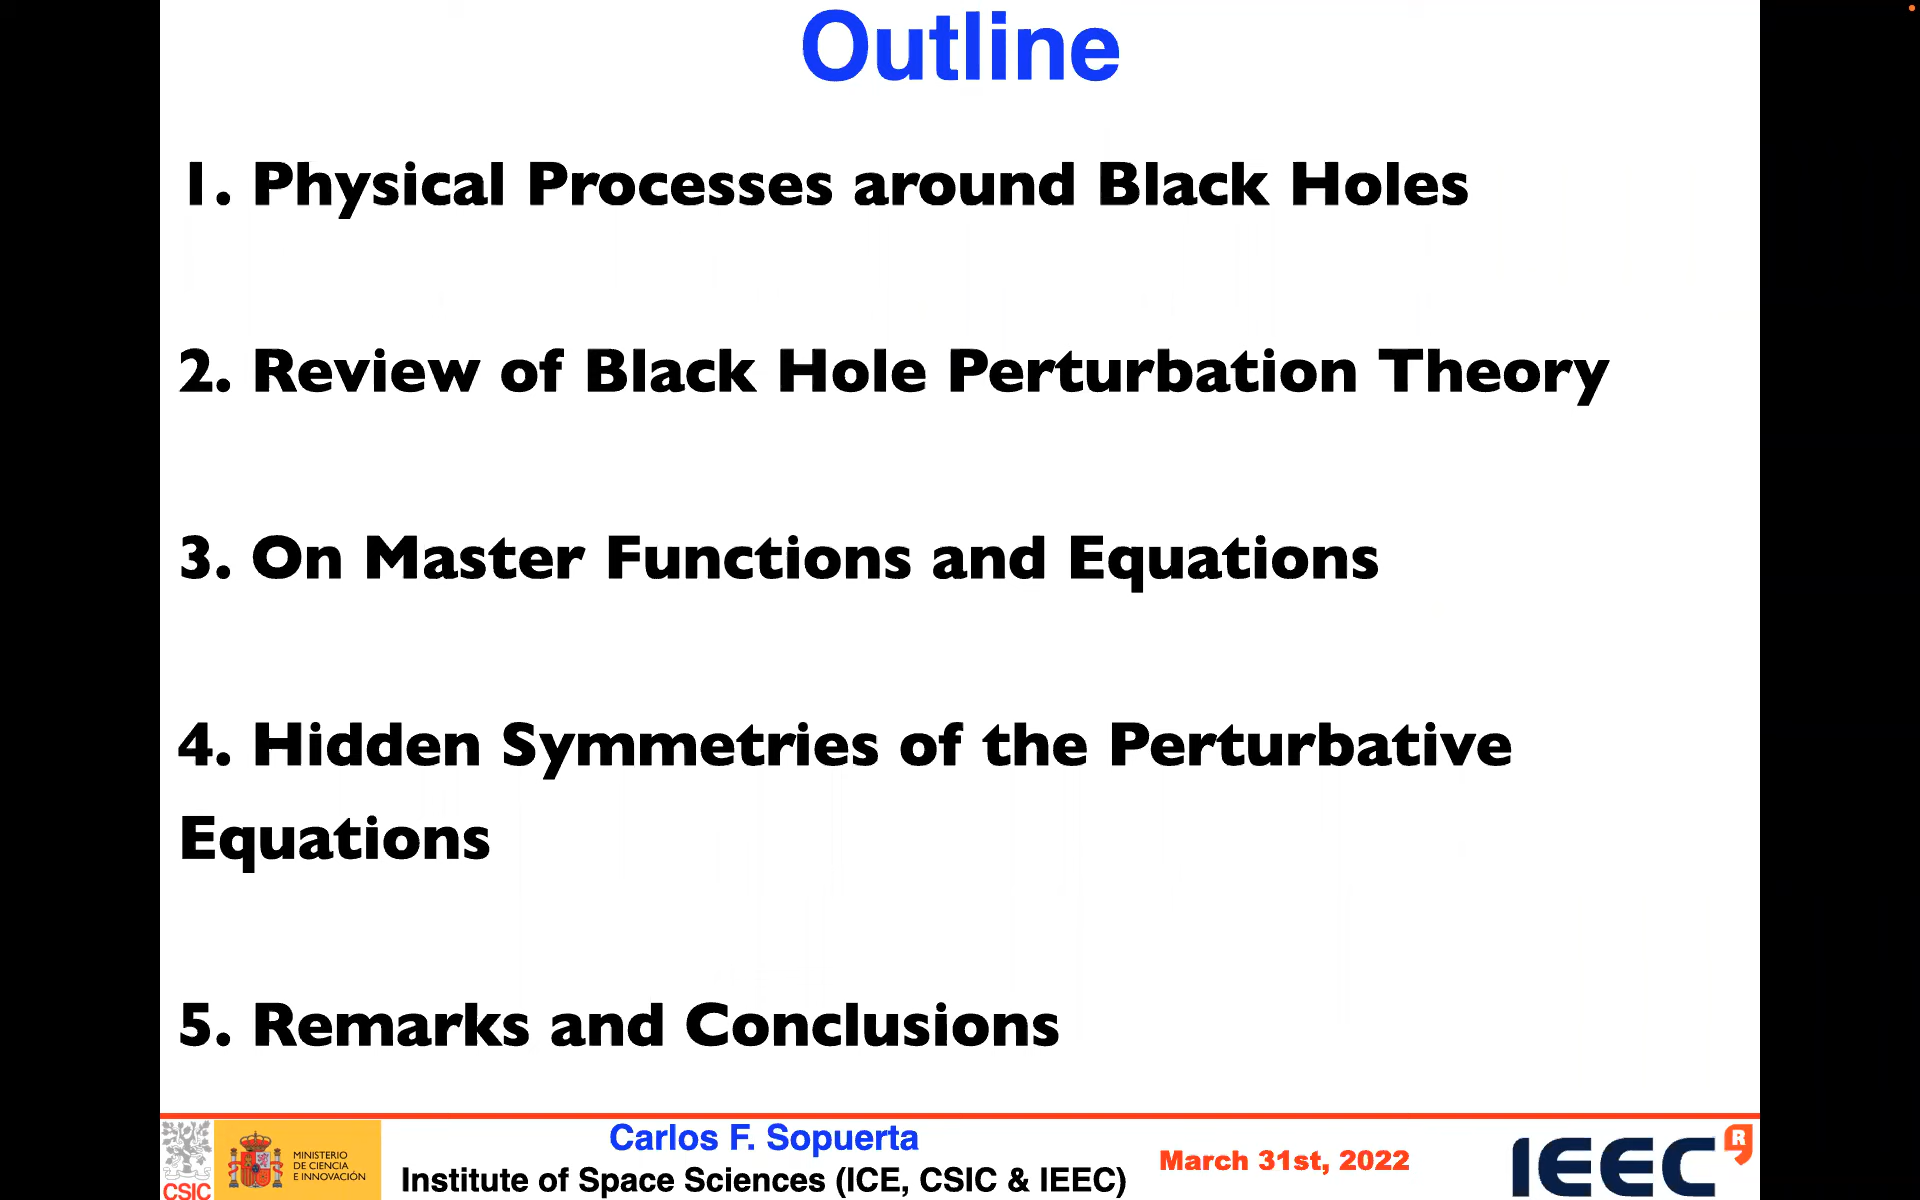 Outline
1. Physical Processes around Black Holes
2. Review of Black Hole Perturbation Theory
3. On Master Functions and Equations
4. Hidden Symmetries of the Perturbative
Equations
5. Remarks and Conclusions
CSIC
MINISTERIO
DE CIENCIA
E INNOVACIÓN
Carlos F. Sopuerta
Institute of Space Sciences (ICE, CSIC & IEEC)
March 31st, 2022
IEEC R